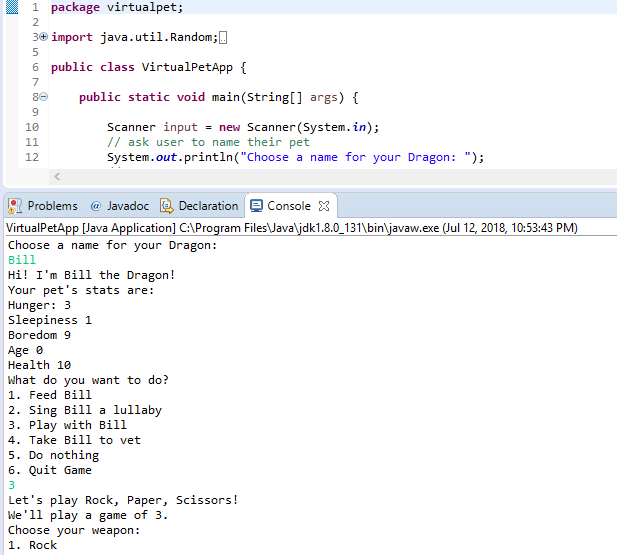 1 package virtualpet;
2
3 import java.util.Random;
5
6 public class VirtualPetApp {
7
8 public static void main(String[] args) {
9
10 Scanner input = new Scanner(System.in);
11 // ask user to name their pet
12 System.out.println("Choose a name for your Dragon: ");
Problems @ Javadoc Declaration Console
VirtualPetApp [Java Application] C:\Program Files\Java\jdk1.8.0_131\bin\javaw.exe (Jul 12, 2018, 10:53:43 PM)
Choose a name for your Dragon:
Bill
Hi! I'm Bill the Dragon!
Your pet's stats are:
Hunger: 3
Sleepiness 1
Boredom 9
Age 0
Health 10
What do you want to do?
1. Feed Bill
2. Sing Bill a lullaby
3. Play with Bill
4. Take Bill to vet
5. Do nothing
6. Quit Game
3
Let's play Rock, Paper, Scissors!
We'll play a game of 3.
Choose your weapon:
1. Rock